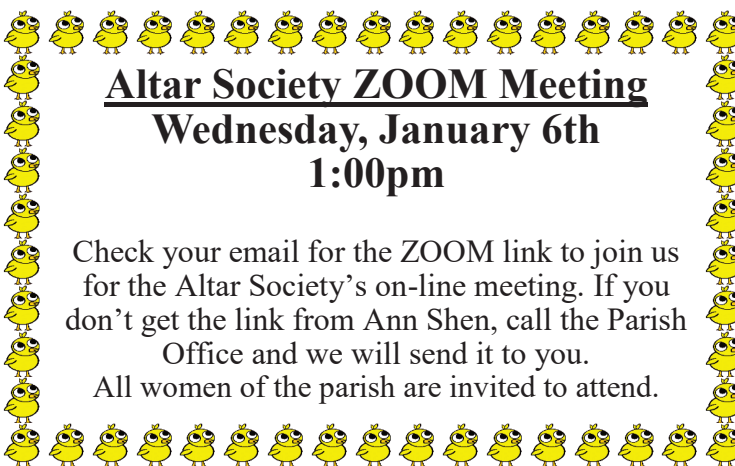 Altar Society ZOOM Meeting
Wednesday, January 6th
1:00pm
Check your email for the ZOOM link to join us
for the Altar Society’s on-line meeting. If you
don’t get the link from Ann Shen, call the Parish
Office and we will send it to you.
All women of the parish are invited to attend.